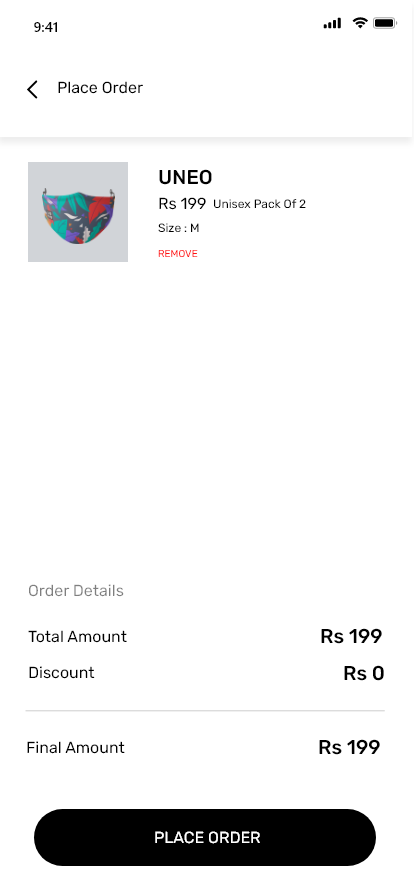 9:41
Place Order
UNEO
Rs 199 Unisex Pack Of 2
Size : M
REMOVE
Order Details
Total Amount Rs 199
Discount Rs 0
Final Amount Rs 199
PLACE ORDER